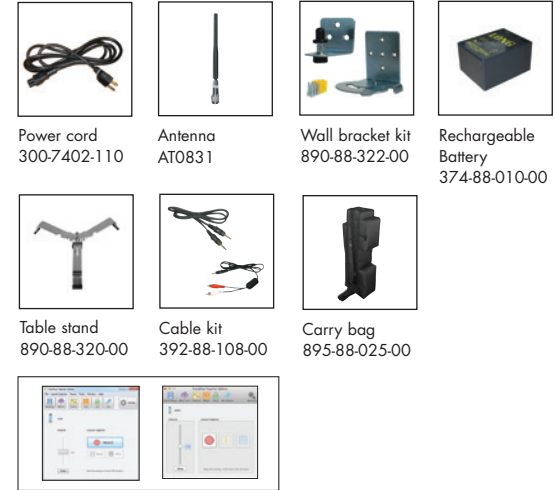 LONG
Power cord
300-7402-110
Antenna
AT0831
Wall bracket kit
890-88-322-00
Rechargeable
Battery
374-88-010-00
Table stand
890-88-320-00
Cable kit
392-88-108-00
Carry bag
895-88-025-00